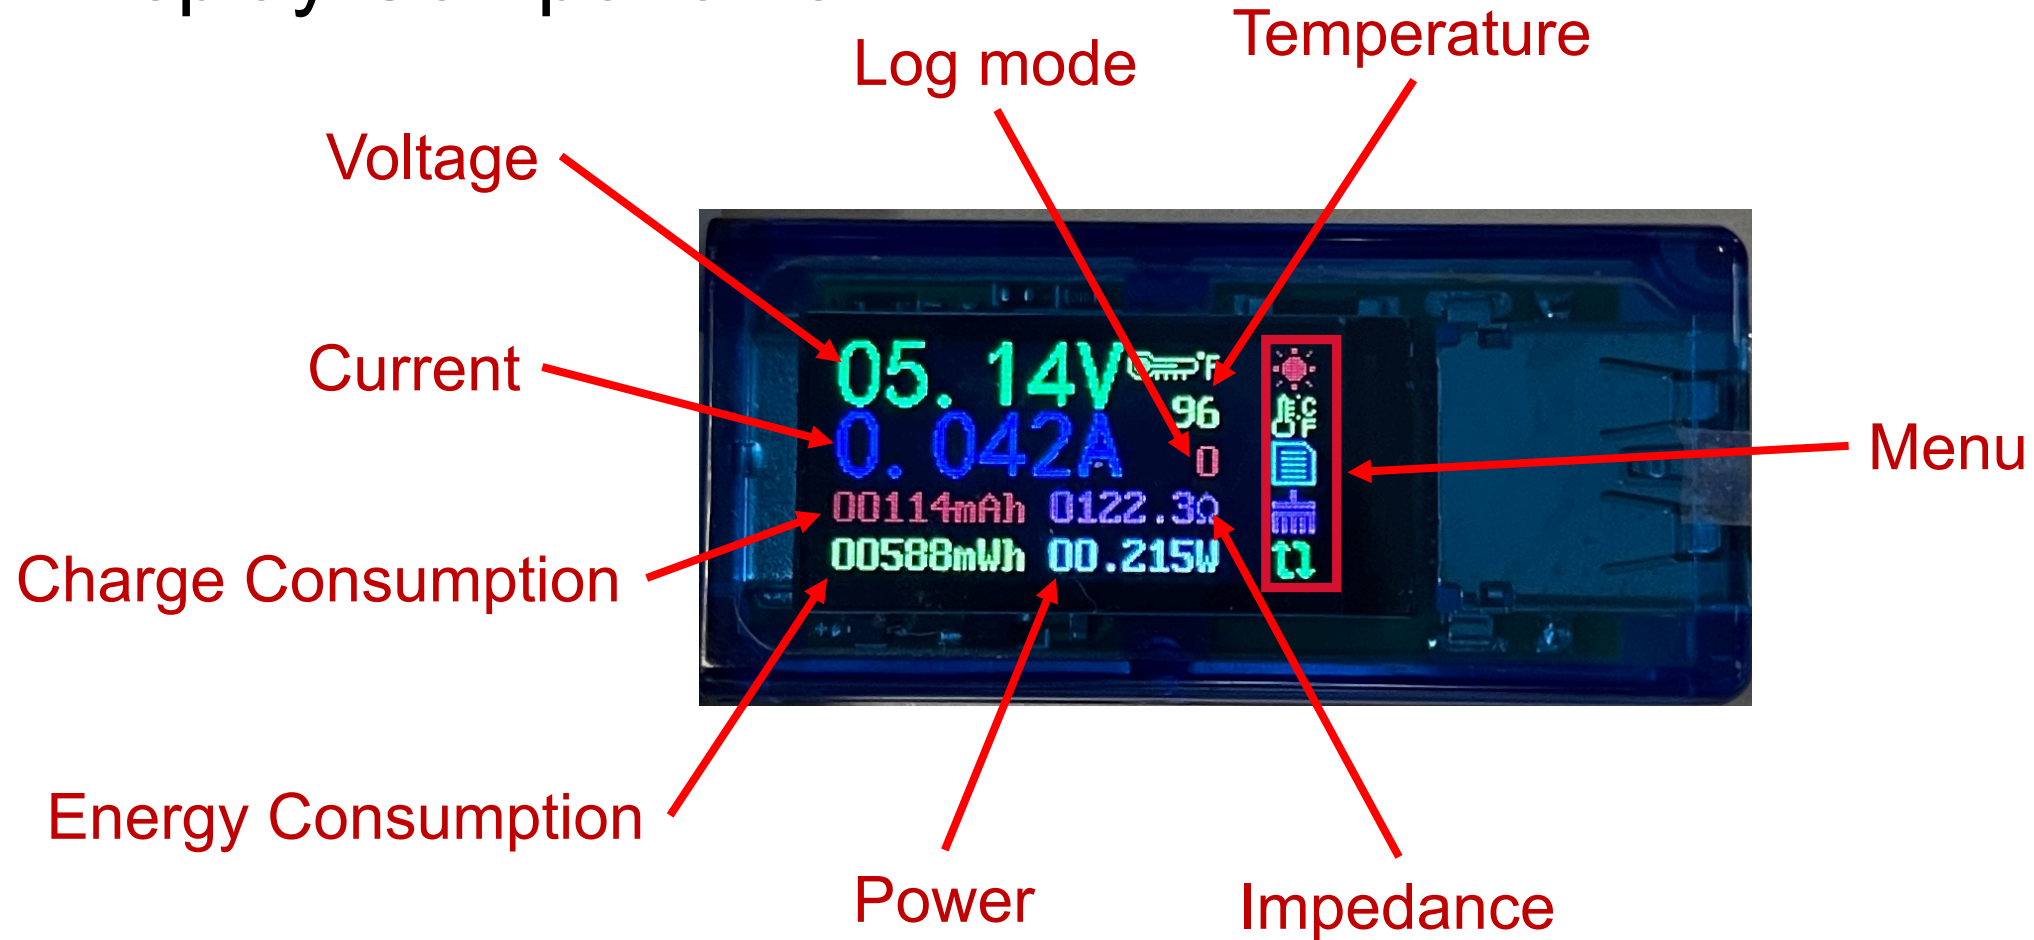 Log mode
Temperature
Voltage
Current
Menu
Charge Consumption
Energy Consumption
Power
Impedance
05.14V
°F
96
0.042A
0
00114mAh 0122.3Ω
00588mWh 00.215W
°C
F